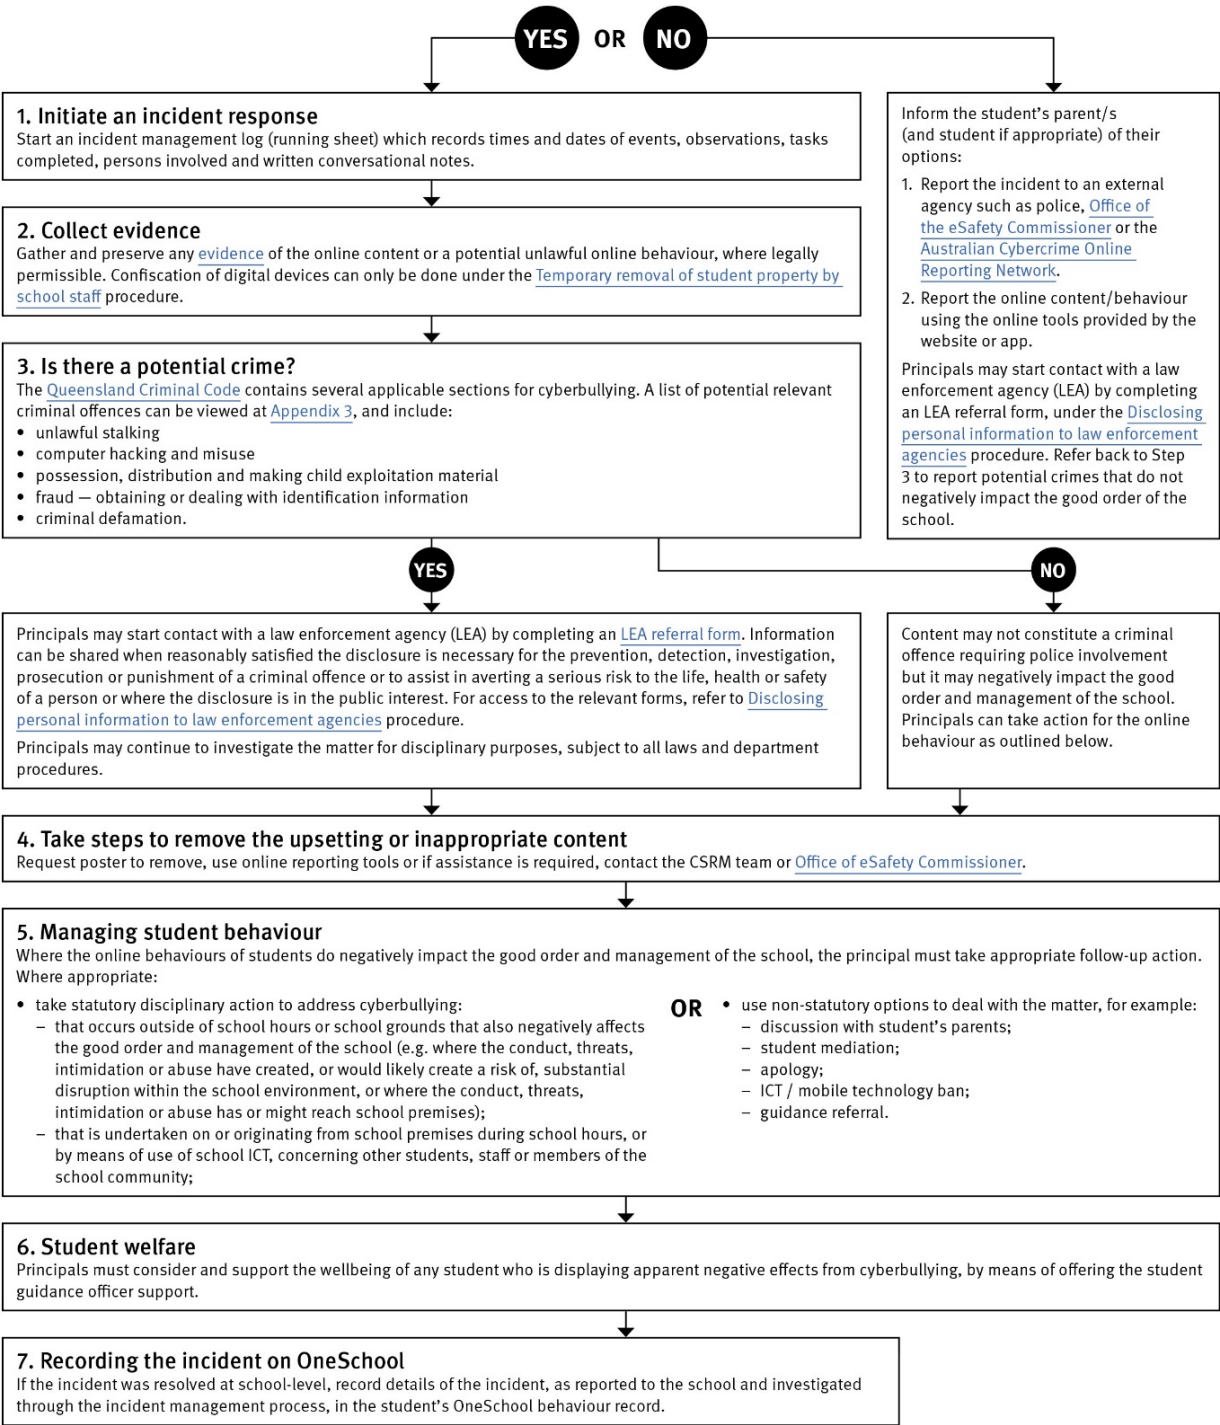 YES OR NO
1. Initiate an incident response
Start an incident management log (running sheet) which records times and dates of events, observations, tasks
completed, persons involved and written conversational notes.
2. Collect evidence
Gather and preserve any evidence of the online content or a potential unlawful online behaviour, where legally
permissible. Confiscation of digital devices can only be done under the Temporary removal of student property by
school staff procedure.
3. Is there a potential crime?
The Queensland Criminal Code contains several applicable sections for cyberbullying. A list of potential relevant
criminal offences can be viewed at Appendix 3, and include:
• unlawful stalking
• computer hacking and misuse
• possession, distribution and making child exploitation material
• fraud — obtaining or dealing with identification information
• criminal defamation.
Inform the student's parent/s
(and student if appropriate) of their
options:
1. Report the incident to an external
agency such as police, Office of
the eSafety Commissioner or the
Australian Cybercrime Online
Reporting Network.
2. Report the online content/behaviour
using the online tools provided by the
website or app.
Principals may start contact with a law
enforcement agency (LEA) by completing
an LEA referral form, under the Disclosing
personal information to law enforcement
agencies procedure. Refer back to Step
3 to report potential crimes that do not
negatively impact the good order of the
school.
YES
NO
Principals may start contact with a law enforcement agency (LEA) by completing an LEA referral form. Information
can be shared when reasonably satisfied the disclosure is necessary for the prevention, detection, investigation,
prosecution or punishment of a criminal offence or to assist in averting a serious risk to the life, health or safety
of a person or where the disclosure is in the public interest. For access to the relevant forms, refer to Disclosing
personal information to law enforcement agencies procedure.
Principals may continue to investigate the matter for disciplinary purposes, subject to all laws and department
procedures.
Content may not constitute a criminal
offence requiring police involvement
but it may negatively impact the good
order and management of the school.
Principals can take action for the online
behaviour as outlined below.
4. Take steps to remove the upsetting or inappropriate content
Request poster to remove, use online reporting tools or if assistance is required, contact the CSRM team or Office of eSafety Commissioner.
5. Managing student behaviour
Where the online behaviours of students do negatively impact the good order and management of the school, the principal must take appropriate follow-up action.
Where appropriate:
• take statutory disciplinary action to address cyberbullying:
– that occurs outside of school hours or school grounds that also negatively affects
the good order and management of the school (e.g. where the conduct, threats,
intimidation or abuse have created, or would likely create a risk of, substantial
disruption within the school environment, or where the conduct, threats,
intimidation or abuse has or might reach school premises);
– that is undertaken on or originating from school premises during school hours, or
by means of use of school ICT, concerning other students, staff or members of the
school community;
OR
• use non-statutory options to deal with the matter, for example:
– discussion with student's parents;
– student mediation;
– apology;
– ICT / mobile technology ban;
– guidance referral.
6. Student welfare
Principals must consider and support the wellbeing of any student who is displaying apparent negative effects from cyberbullying, by means of offering the student
guidance officer support.
7. Recording the incident on OneSchool
If the incident was resolved at school-level, record details of the incident, as reported to the school and investigated
through the incident management process, in the student's OneSchool behaviour record.